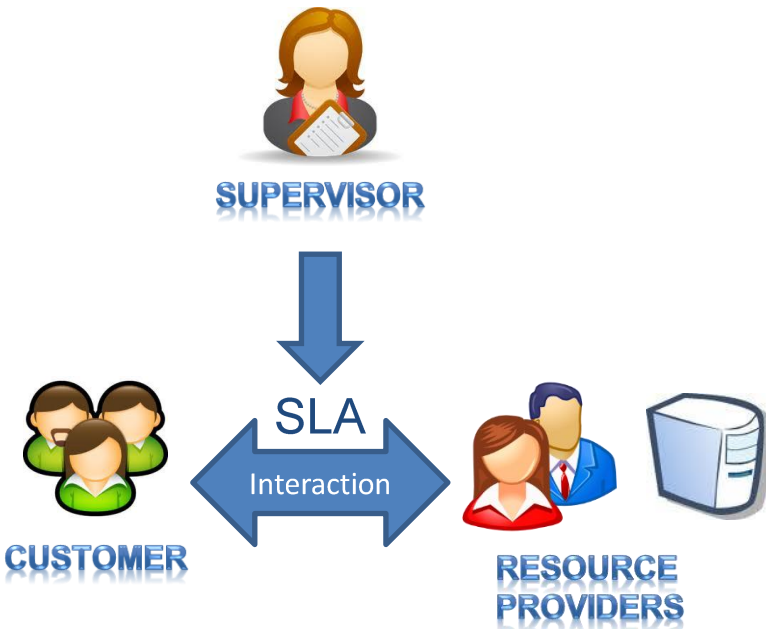 SUPERVISOR
SLA
Interaction
CUSTOMER
RESOURCE
PROVIDERS